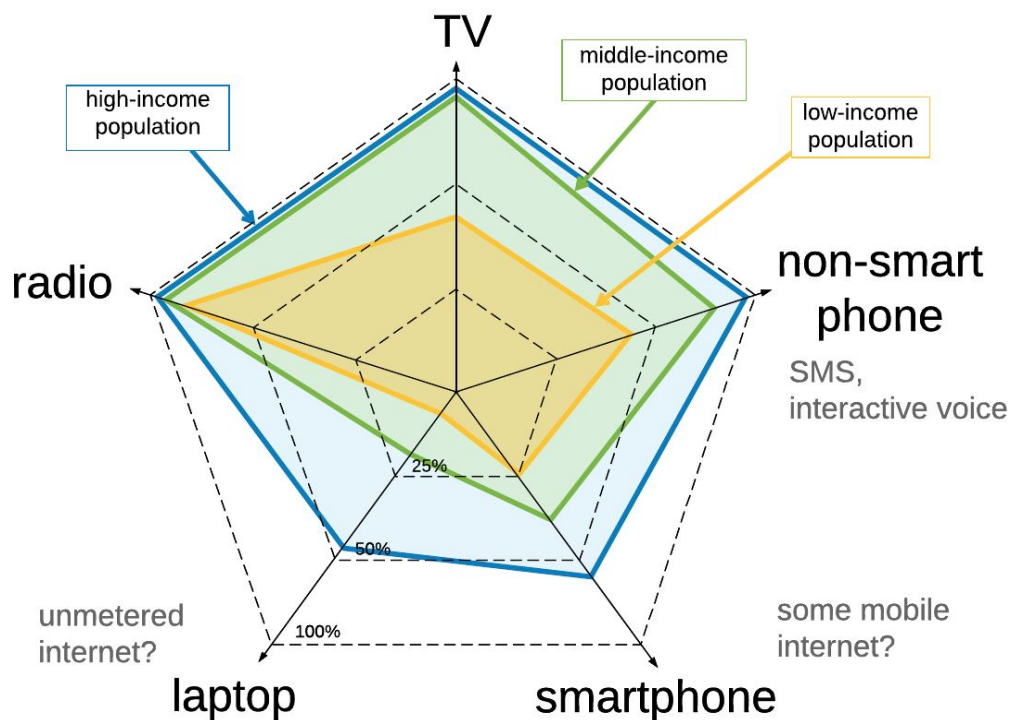 TV
high-income
population
middle-income
population
low-income
population
radio
non-smart
phone
SMS,
interactive voice
25%
50%
100%
unmetered
internet?
some mobile
internet?
laptop
smartphone